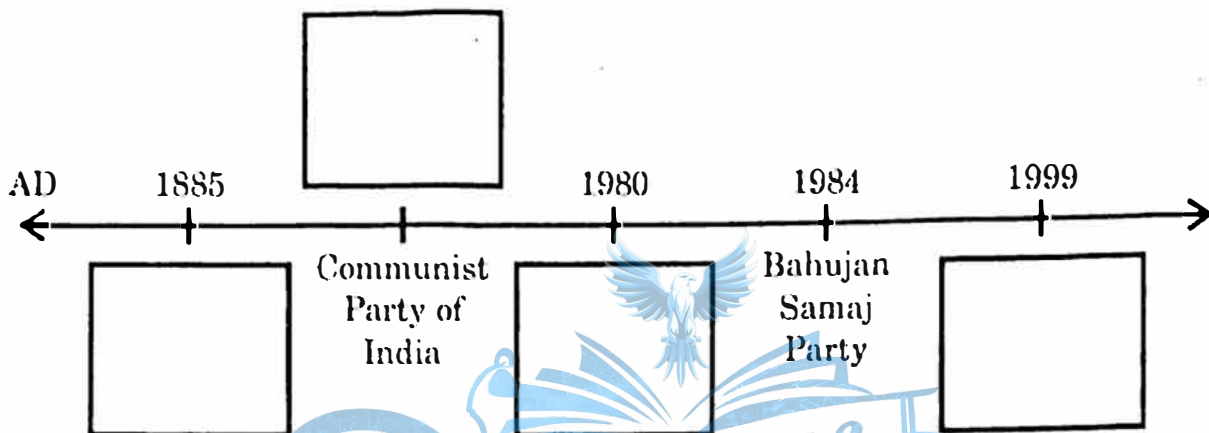 AD 1885 1980 1984 1999
Communist
Party of
India
Bahujan
Samaj
Party